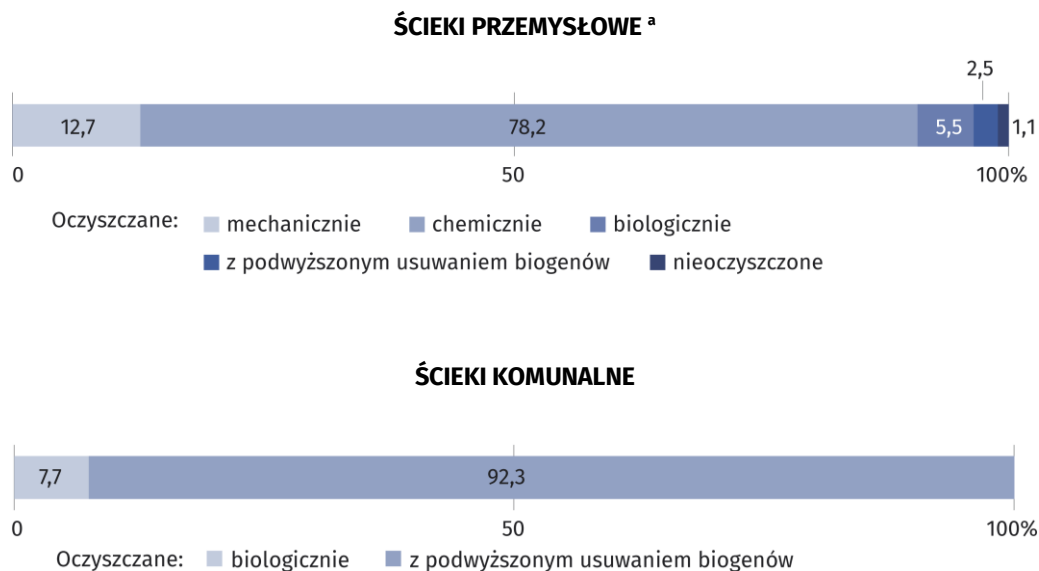 ŚCIEKI PRZEMYSŁOWE ᵃ
2,5
12,7 78,2 5,5 1,1
0 50 100%
Oczyszczane: mechanicznie chemicznie biologicznie
z podwyższonym usuwaniem biogenów nieoczyszczone
ŚCIEKI KOMUNALNE
7,7 92,3
0 50 100%
Oczyszczane: biologicznie z podwyższonym usuwaniem biogenów